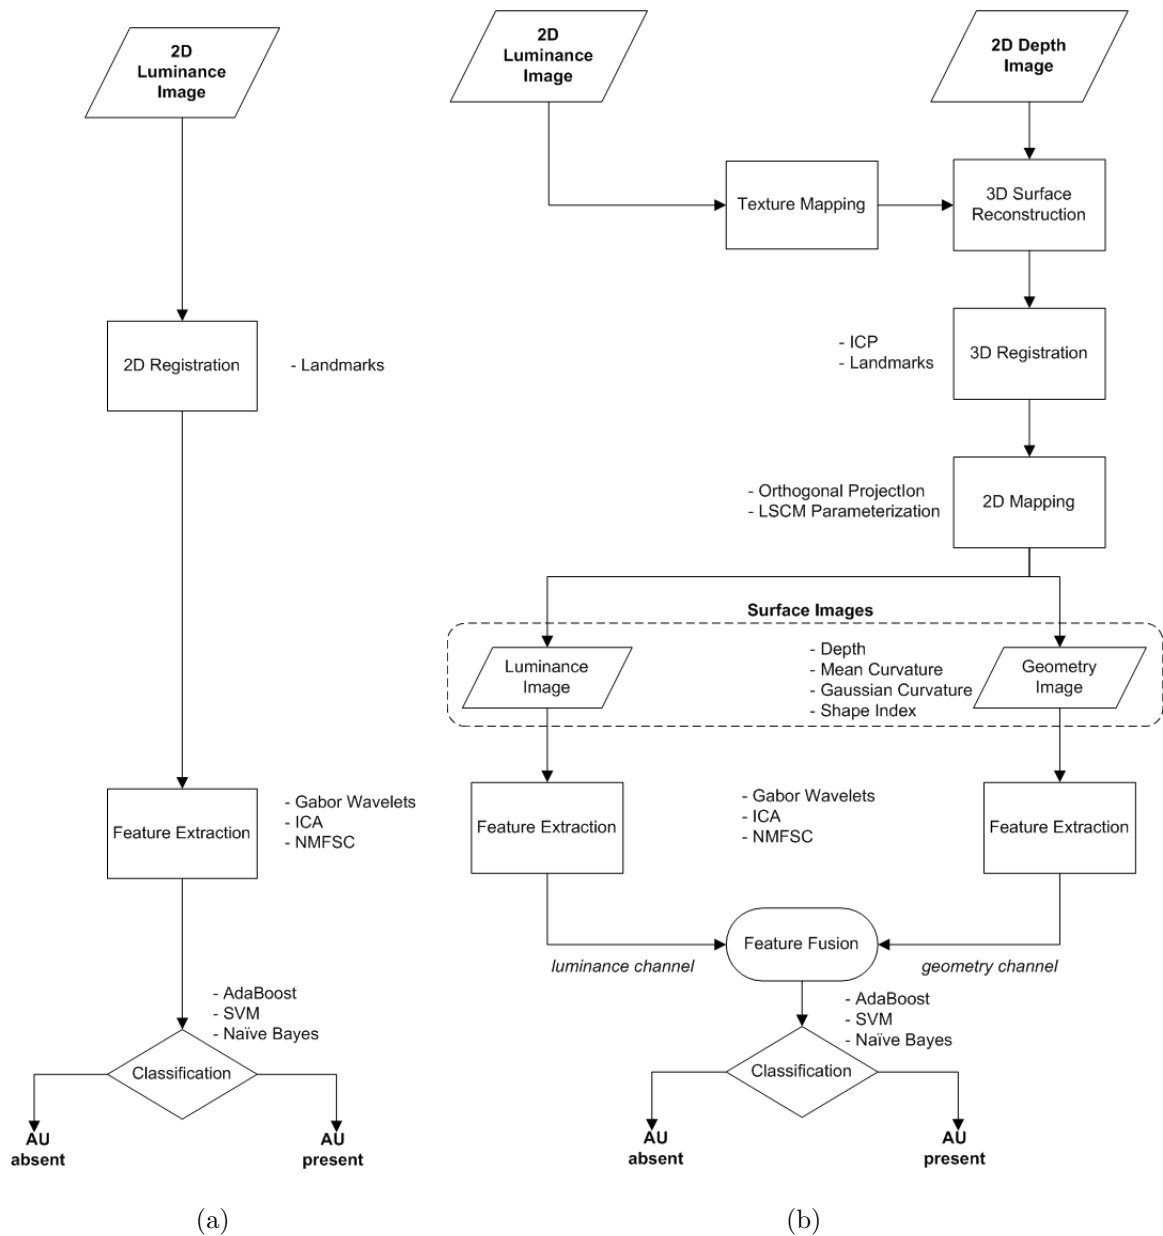 2D
Luminance
Image
2D Registration
- Landmarks
Feature Extraction
- Gabor Wavelets
- ICA
- NMFSC
- AdaBoost
- SVM
- Naïve Bayes
Classification
AU
absent
AU
present
(a)
2D
Luminance
Image
2D Depth
Image
Texture Mapping
3D Surface
Reconstruction
- ICP
- Landmarks
3D Registration
- Orthogonal Projection
- LSCM Parameterization
2D Mapping
Surface Images
Luminance
Image
- Depth
- Mean Curvature
- Gaussian Curvature
- Shape Index
Geometry
Image
Feature Extraction
- Gabor Wavelets
- ICA
- NMFSC
Feature Extraction
Feature Fusion
luminance channel
geometry channel
- AdaBoost
- SVM
- Naïve Bayes
Classification
AU
absent
AU
present
(b)